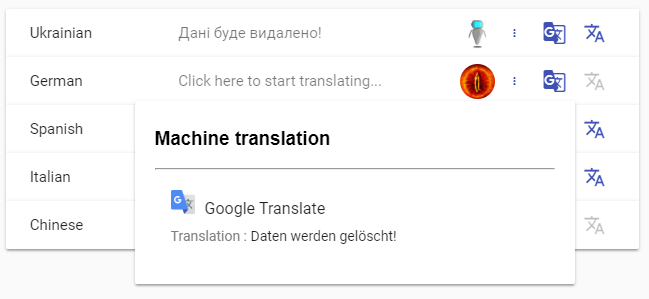 Ukrainian Дані буде видалено!
German Click here to start translating...
Spanish
Machine translation
Italian
Google Translate
Chinese
Translation : Daten werden gelöscht!